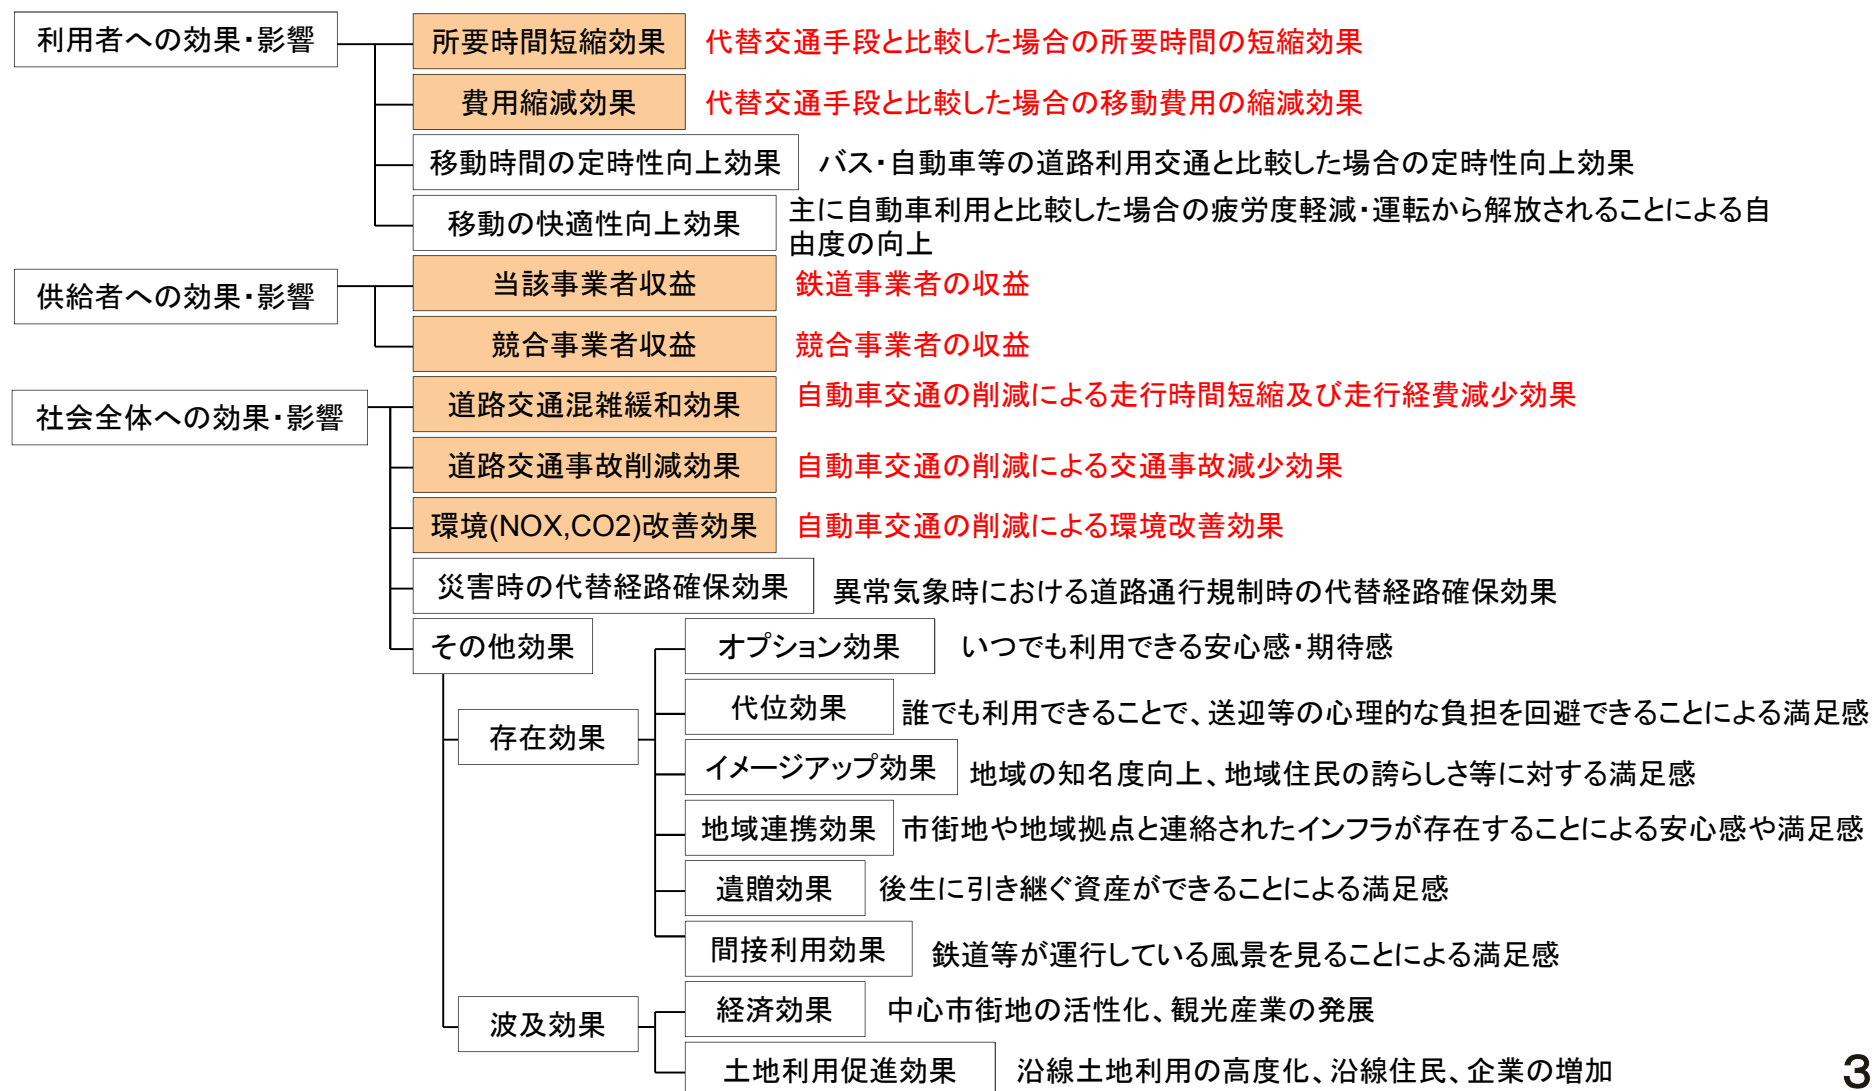 利用者への効果・影響
所要時間短縮効果
代替交通手段と比較した場合の所要時間の短縮効果
費用縮減効果
代替交通手段と比較した場合の移動費用の縮減効果
移動時間の定時性向上効果
バス・自動車等の道路利用交通と比較した場合の定時性向上効果
移動の快適性向上効果
主に自動車利用と比較した場合の疲労度軽減・運転から解放されることによる自
由度の向上
供給者への効果・影響
当該事業者収益
鉄道事業者の収益
競合事業者収益
競合事業者の収益
社会全体への効果・影響
道路交通混雑緩和効果
自動車交通の削減による走行時間短縮及び走行経費減少効果
道路交通事故削減効果
自動車交通の削減による交通事故減少効果
環境(NOX,CO2)改善効果
自動車交通の削減による環境改善効果
災害時の代替経路確保効果
異常気象時における道路通行規制時の代替経路確保効果
その他効果
存在効果
オプション効果
いつでも利用できる安心感・期待感
代位効果
誰でも利用できることで、送迎等の心理的な負担を回避できることによる満足感
イメージアップ効果
地域の知名度向上、地域住民の誇らしさ等に対する満足感
地域連携効果
市街地や地域拠点と連絡されたインフラが存在することによる安心感や満足感
遺贈効果
後生に引き継ぐ資産ができることによる満足感
間接利用効果
鉄道等が運行している風景を見ることによる満足感
波及効果
経済効果
中心市街地の活性化、観光産業の発展
土地利用促進効果
沿線土地利用の高度化、沿線住民、企業の増加
3